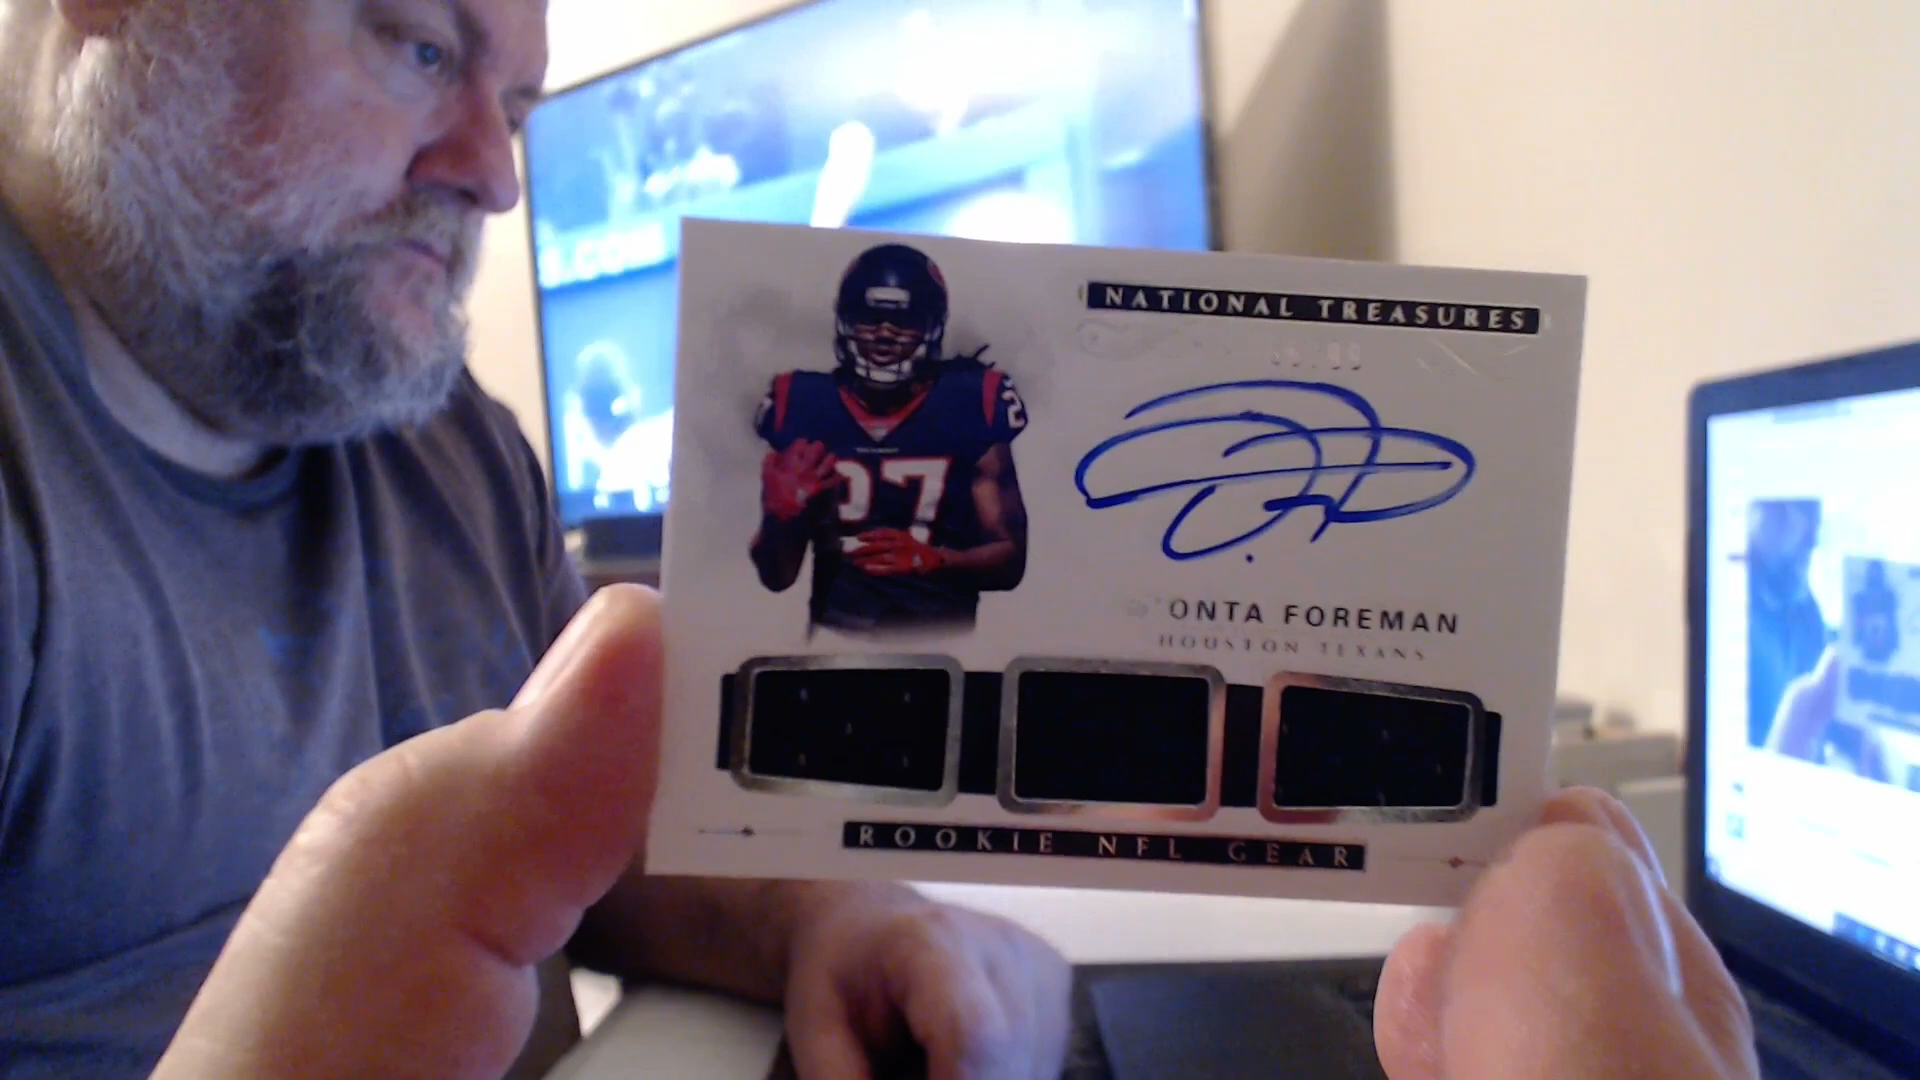 NATIONAL TREASURES
27
ONTA FOREMAN
HOUSTON TEXANS
ROOKIE NFL GEAR